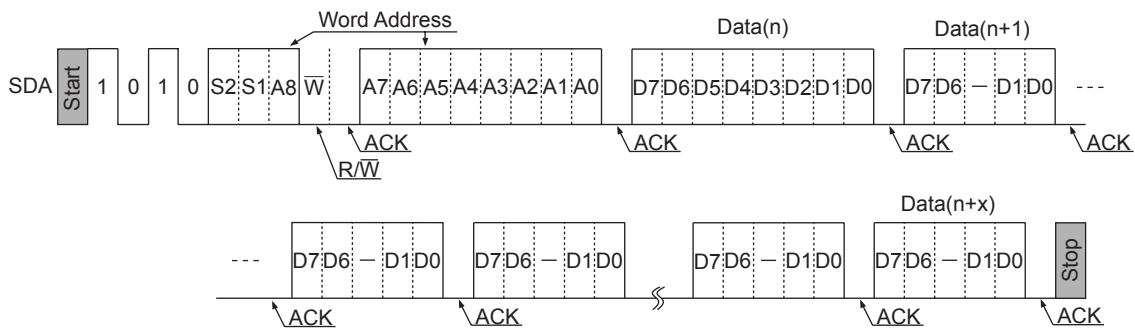 Word Address Data(n) Data(n+1)
SDA Start 1 0 1 0 S2 S1 A8 W̅ A7 A6 A5 A4 A3 A2 A1 A0 D7 D6 D5 D4 D3 D2 D1 D0 D7 D6 — D1 D0 ---
ACK ACK ACK ACK
R/W̅
Data(n+x)
--- D7 D6 — D1 D0 D7 D6 — D1 D0 D7 D6 — D1 D0 D7 D6 — D1 D0 Stop
ACK ACK ACK ACK